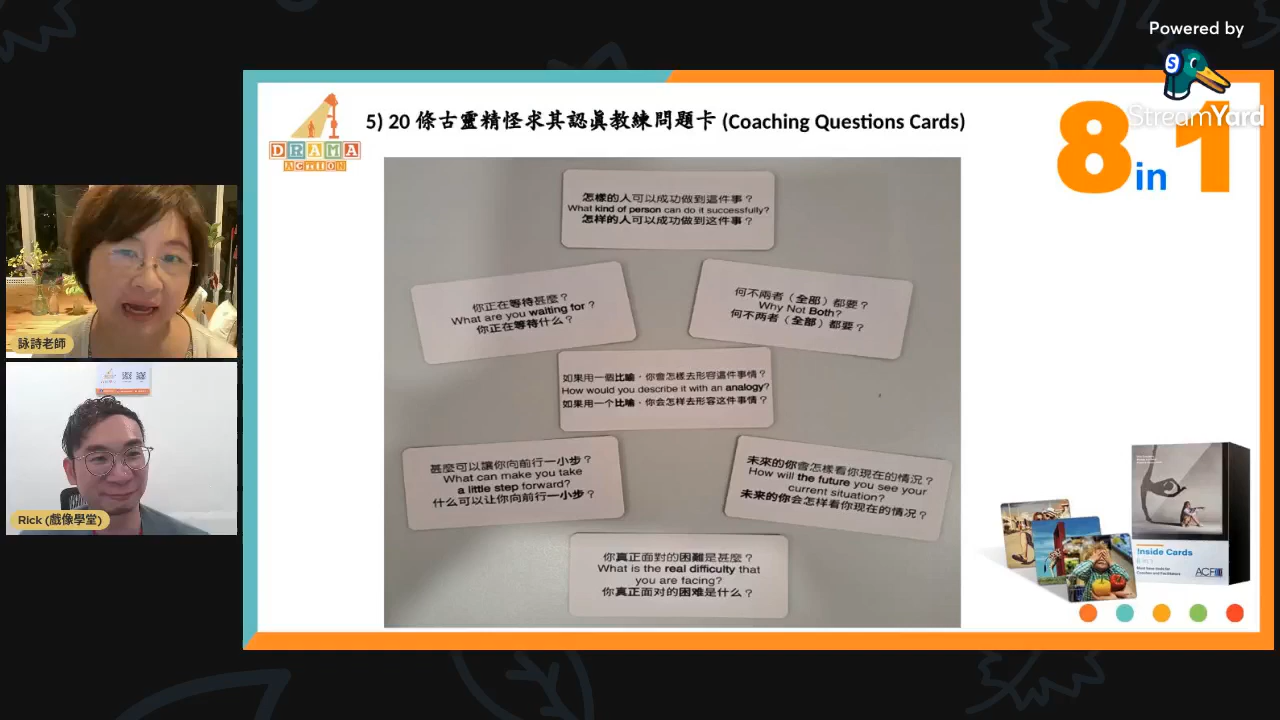 Powered by
S
StreamYard
DRAMA
ACTION
5) 20 條古靈精怪求其認真教練問題卡 (Coaching Questions Cards)
8 in 1
怎樣的人可以成功做到這件事？
What kind of person can do it successfully?
怎样的人可以成功做到这件事？
你正在等待甚麼？
What are you waiting for ?
你正在等待什么？
何不兩者（全部）都要？
Why Not Both?
何不两者（全部）都要？
如果用一個比喻，你會怎樣去形容這件事情？
How would you describe it with an analogy?
如果用一个比喻，你会怎样去形容这件事情？
甚麼可以讓你向前行一小步？
What can make you take
a little step forward?
什么可以让你向前行一小步？
未來的你會怎樣看你現在的情況？
How will the future you see your
current situation?
未来的你会怎样看你现在的情况？
你真正面對的困難是甚麼？
What is the real difficulty that
you are facing?
你真正面对的困难是什么？
詠詩老師
Rick (戲像學堂)
Inside Cards
ACF